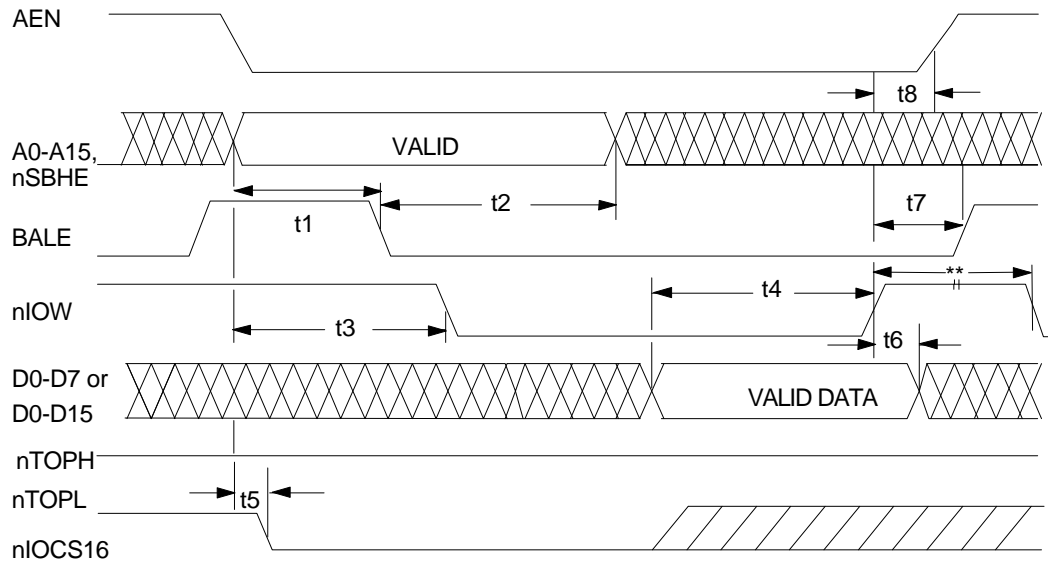 AEN
t8
A0-A15,
nSBHE
VALID
t1
t2
t7
BALE
**
nIOW
t3
t4
t6
D0-D7 or
D0-D15
VALID DATA
nTOPH
nTOPL
t5
nIOCS16